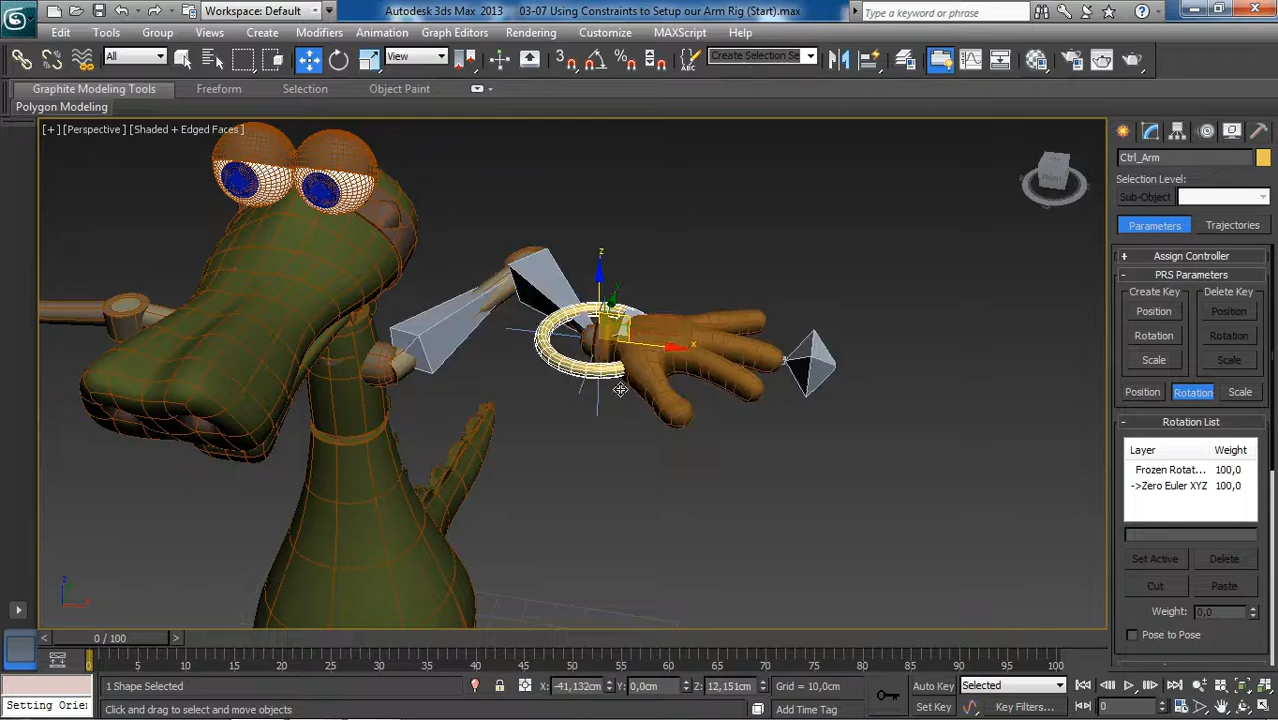 Workspace: Default
Autodesk 3ds Max 2013
03-07 Using Constraints to Setup our Arm Rig (Start).max
Type a keyword or phrase
Edit
Tools
Group
Views
Create
Modifiers
Animation
Graph Editors
Rendering
Customize
MAXScript
Help
All
View
3
Create Selection Se
Graphite Modeling Tools
Freeform
Selection
Object Paint
Polygon Modeling
[+] [Perspective] [Shaded + Edged Faces]
z
x
FRONT
z
x
Ctrl_Arm
Selection Level:
Sub-Object
Parameters
Trajectories
+ Assign Controller
- PRS Parameters
Create Key
Delete Key
Position
Position
Rotation
Rotation
Scale
Scale
Position
Rotation
Scale
- Rotation List
Layer Weight
Frozen Rotat... 100,0
->Zero Euler XYZ 100,0
Set Active
Delete
Cut
Paste
Weight: 0,0
Pose to Pose
< 0 / 100 >
0 5 10 15 20 25 30 35 40 45 50 55 60 65 70 75 80 85 90 95 100
1 Shape Selected
X: -41,132cm
Y: 0,0cm
Z: 12,151cm
Grid = 10,0cm
Auto Key
Selected
Setting Orie
Click and drag to select and move objects
Add Time Tag
Set Key
Key Filters...
0